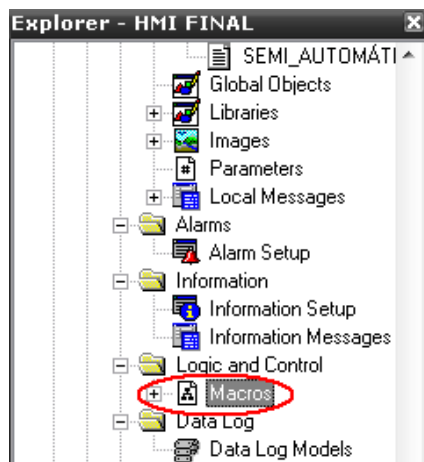 Explorer - HMI FINAL
SEMI_AUTOMÁTI
Global Objects
Libraries
Images
Parameters
Local Messages
Alarms
Alarm Setup
Information
Information Setup
Information Messages
Logic and Control
Macros
Data Log
Data Log Models